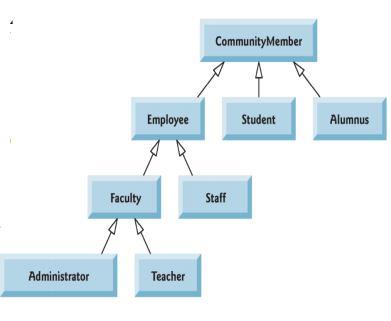 CommunityMember
Employee
Student
Alumnus
Faculty
Staff
Administrator
Teacher